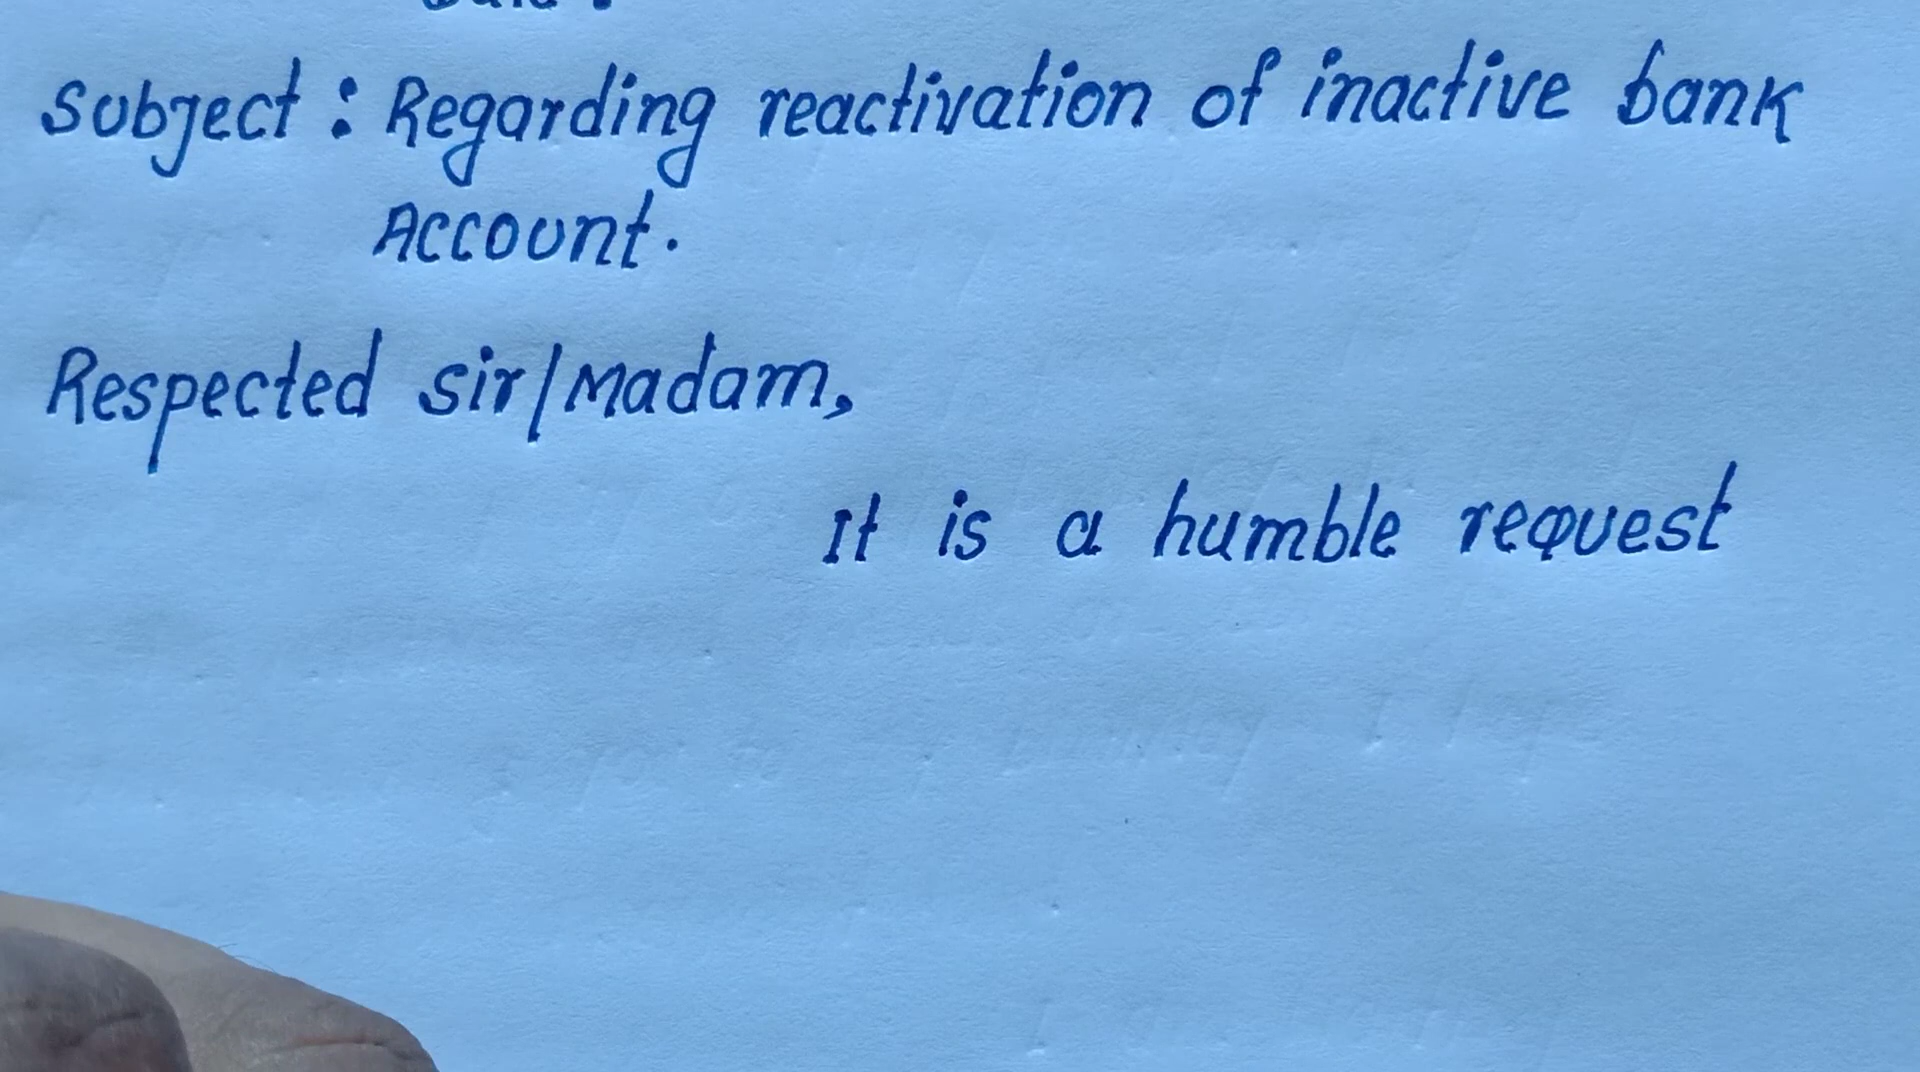 Subject : Regarding reactivation of inactive bank
Account.
Respected sir/Madam,
It is a humble request